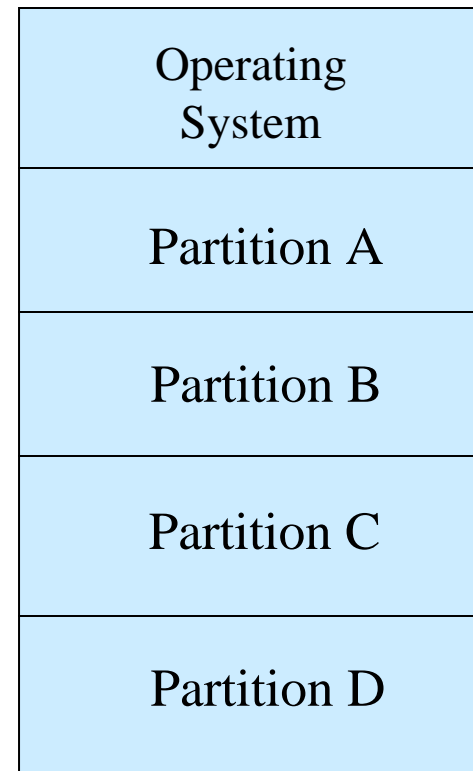 Operating
System
Partition A
Partition B
Partition C
Partition D